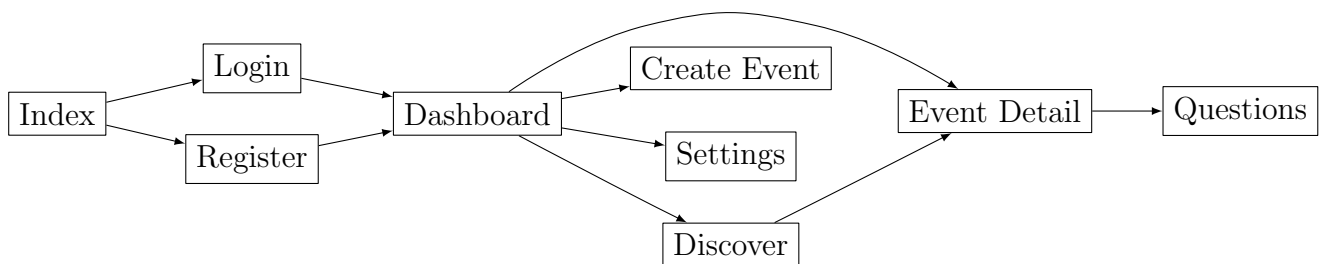 Index
Login
Register
Dashboard
Create Event
Settings
Discover
Event Detail
Questions